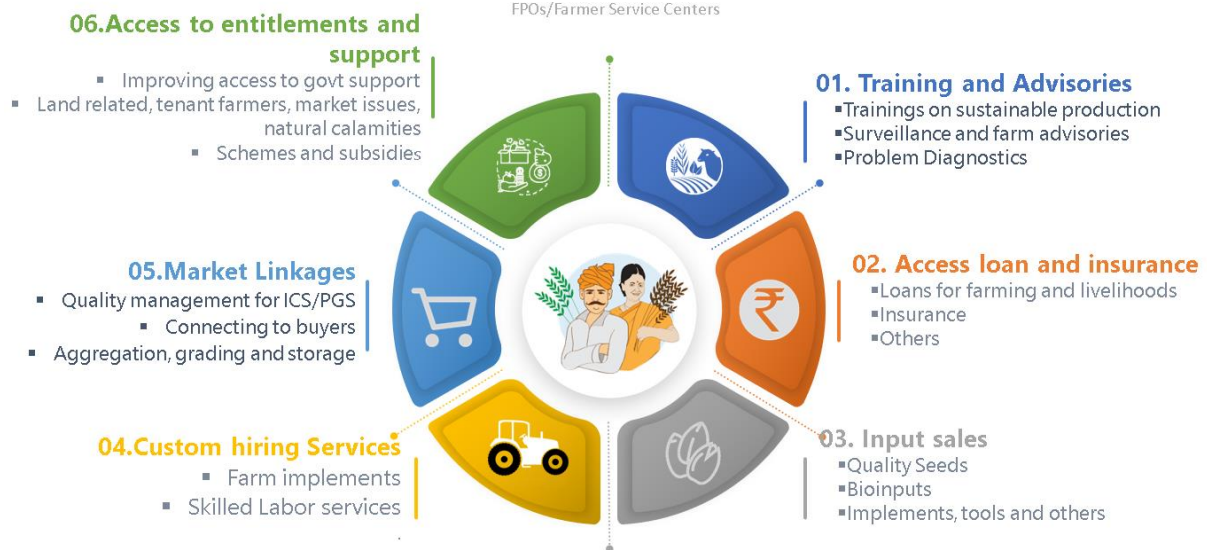 FPOs/Farmer Service Centers
01. Training and Advisories
▪Trainings on sustainable production
▪Surveillance and farm advisories
▪Problem Diagnostics
02. Access loan and insurance
▪Loans for farming and livelihoods
▪Insurance
▪Others
03. Input sales
▪Quality Seeds
▪Bioinputs
▪Implements, tools and others
04.Custom hiring Services
▪ Farm implements
▪ Skilled Labor services
05.Market Linkages
▪ Quality management for ICS/PGS
▪ Connecting to buyers
▪ Aggregation, grading and storage
06.Access to entitlements and
support
▪ Improving access to govt support
▪ Land related, tenant farmers, market issues,
natural calamities
▪ Schemes and subsidies
₹